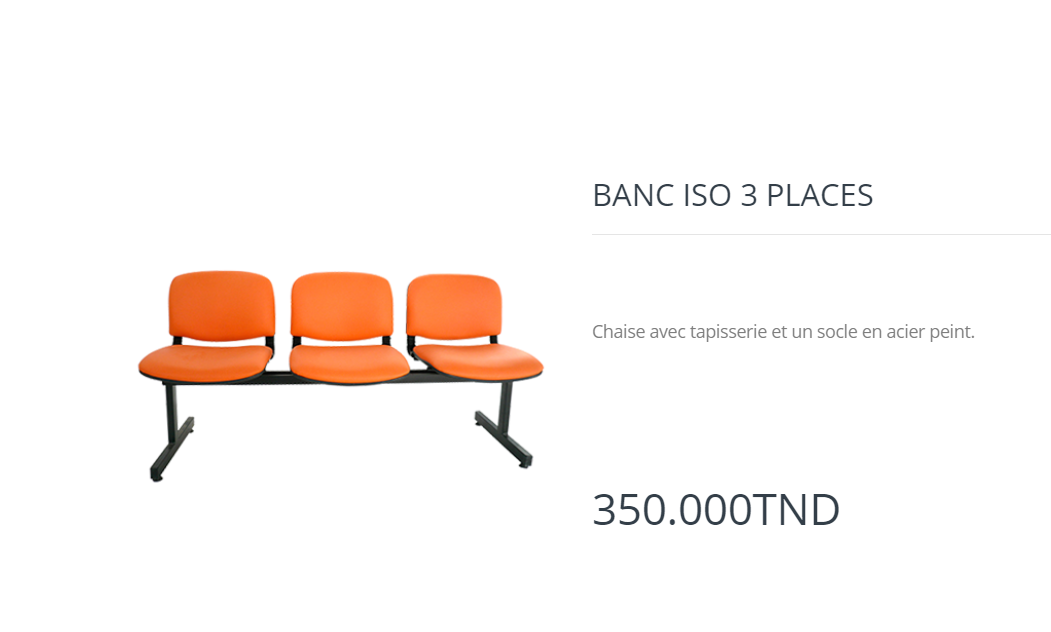 BANC ISO 3 PLACES
Chaise avec tapisserie et un socle en acier peint.
350.000TND